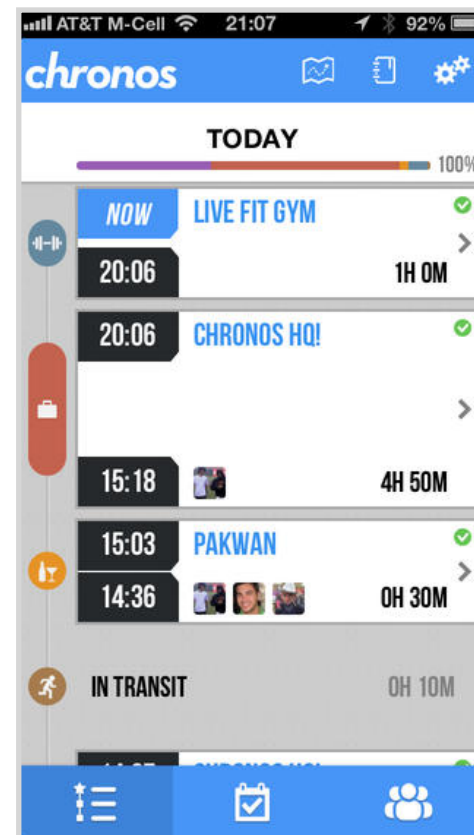 AT&T M-Cell 21:07 92%
chronos
TODAY
100%
NOW LIVE FIT GYM
20:06 1H 0M
20:06 CHRONOS HQ!
15:18 4H 50M
15:03 PAKWAN
14:36 0H 30M
IN TRANSIT 0H 10M